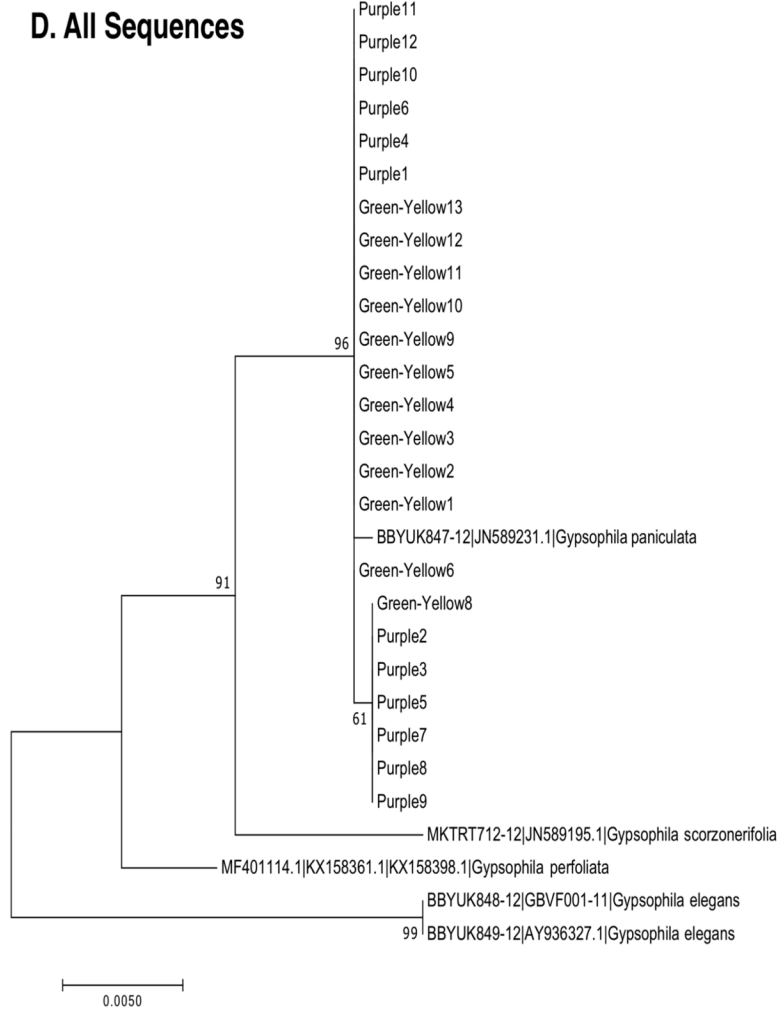 D. All Sequences
Purple11
Purple12
Purple10
Purple6
Purple4
Purple1
Green-Yellow13
Green-Yellow12
Green-Yellow11
Green-Yellow10
96
Green-Yellow9
Green-Yellow5
Green-Yellow4
Green-Yellow3
Green-Yellow2
Green-Yellow1
BBYUK847-12|JN589231.1|Gypsophila paniculata
Green-Yellow6
91
Green-Yellow8
Purple2
Purple3
Purple5
61
Purple7
Purple8
Purple9
MKTRT712-12|JN589195.1|Gypsophila scorzonerifolia
MF401114.1|KX158361.1|KX158398.1|Gypsophila perfoliata
BBYUK848-12|GBVF001-11|Gypsophila elegans
99
BBYUK849-12|AY936327.1|Gypsophila elegans
0.0050